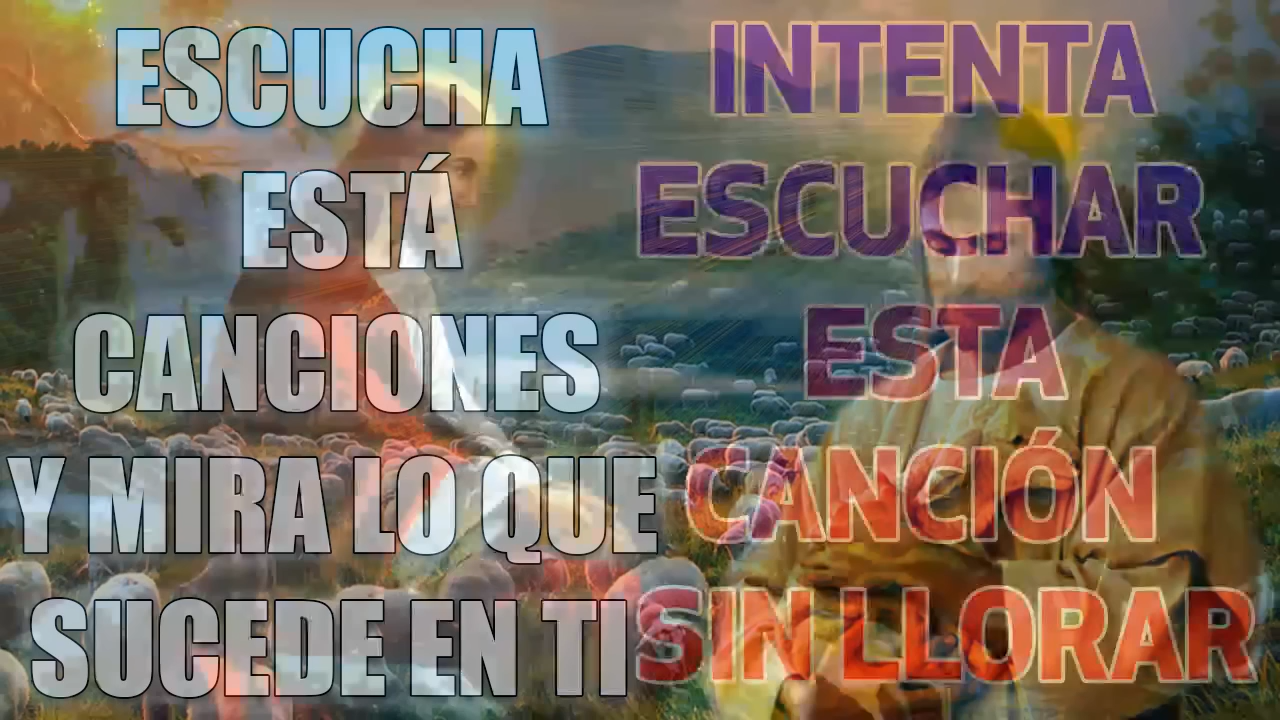 ESCUCHA
ESTÁ
CANCIONES
Y MIRA LO QUE
SUCEDE EN TI
INTENTA
ESCUCHAR
ESTA
CANCIÓN
SIN LLORAR